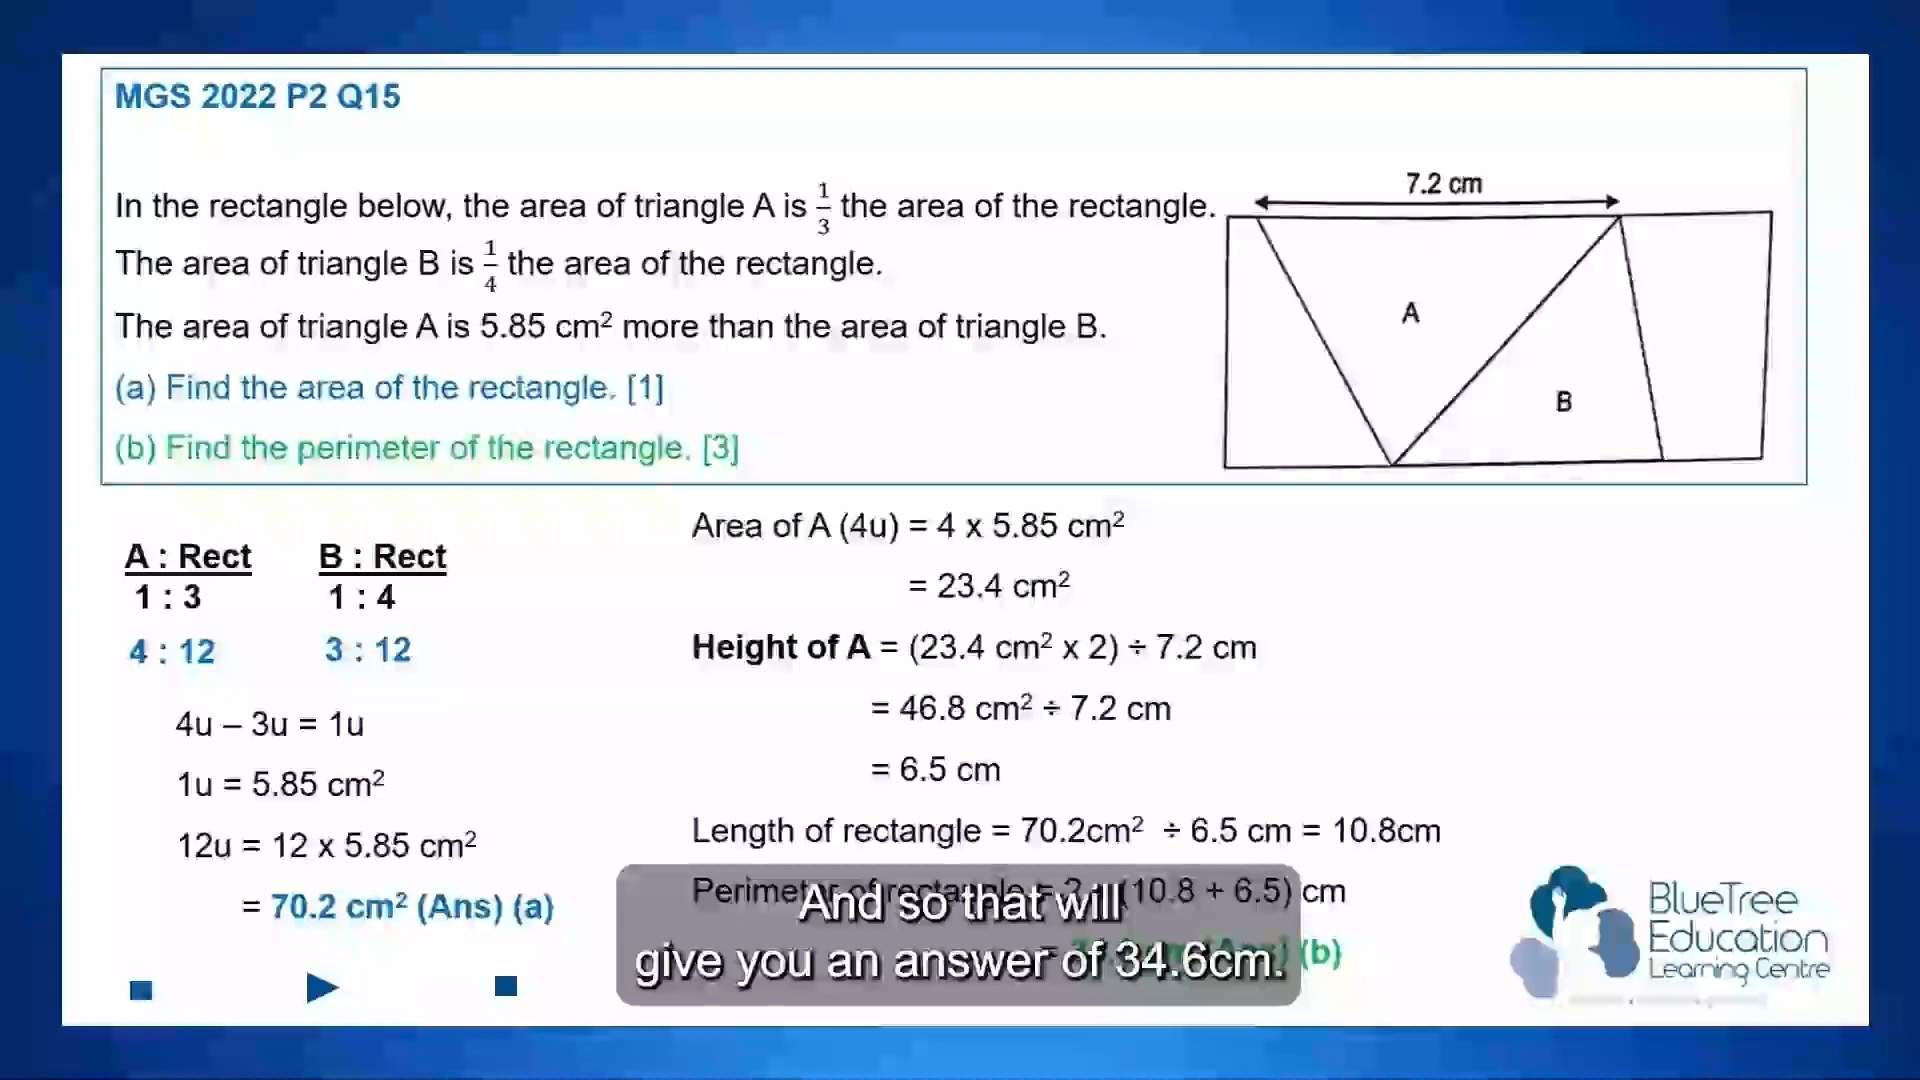 MGS 2022 P2 Q15
In the rectangle below, the area of triangle A is 1/3 the area of the rectangle.
The area of triangle B is 1/4 the area of the rectangle.
The area of triangle A is 5.85 cm² more than the area of triangle B.
(a) Find the area of the rectangle. [1]
(b) Find the perimeter of the rectangle. [3]
7.2 cm
A
B
A : Rect
1 : 3
4 : 12
B : Rect
1 : 4
3 : 12
4u – 3u = 1u
1u = 5.85 cm²
12u = 12 x 5.85 cm²
= 70.2 cm² (Ans) (a)
Area of A (4u) = 4 x 5.85 cm²
= 23.4 cm²
Height of A = (23.4 cm² x 2) ÷ 7.2 cm
= 46.8 cm² ÷ 7.2 cm
= 6.5 cm
Length of rectangle = 70.2cm² ÷ 6.5 cm = 10.8cm
Perimeter of rectangle = 2 (10.8 + 6.5) cm
(b)
And so that will
give you an answer of 34.6cm.
BlueTree
Education
Learning Centre